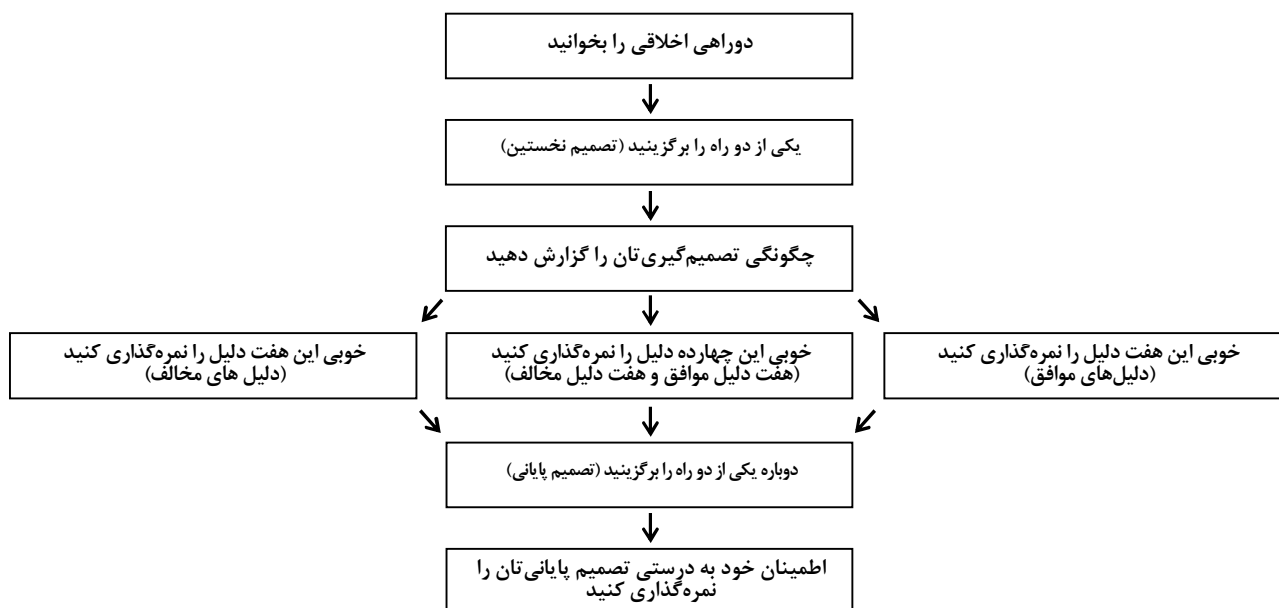 دوراهی اخلاقی را بخوانید
یکی از دو راه را برگزینید (تصمیم نخستین)
چگونگی تصمیم‌گیری‌تان را گزارش دهید
خوبی این هفت دلیل را نمره‌گذاری کنید
(دلیل‌های موافق)
خوبی این چهارده دلیل را نمره‌گذاری کنید
(هفت دلیل موافق و هفت دلیل مخالف)
خوبی این هفت دلیل را نمره‌گذاری کنید
(دلیل های مخالف)
دوباره یکی از دو راه را برگزینید (تصمیم پایانی)
اطمینان خود به درستی تصمیم پایانی‌تان را
نمره‌گذاری کنید